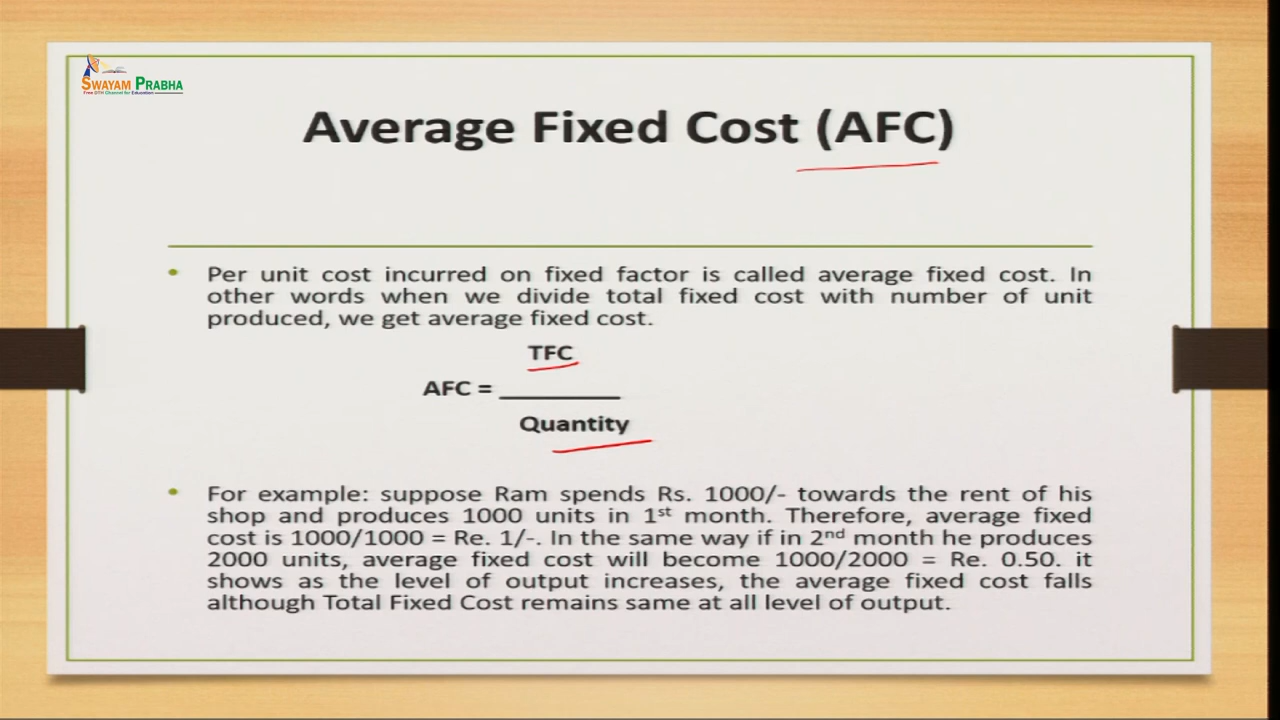 SWAYAM PRABHA
Free DTH Channel for Education
Average Fixed Cost (AFC)
• Per unit cost incurred on fixed factor is called average fixed cost. In
other words when we divide total fixed cost with number of unit
produced, we get average fixed cost.
TFC
AFC = __________
Quantity
• For example: suppose Ram spends Rs. 1000/- towards the rent of his
shop and produces 1000 units in 1st month. Therefore, average fixed
cost is 1000/1000 = Re. 1/-. In the same way if in 2nd month he produces
2000 units, average fixed cost will become 1000/2000 = Re. 0.50. it
shows as the level of output increases, the average fixed cost falls
although Total Fixed Cost remains same at all level of output.